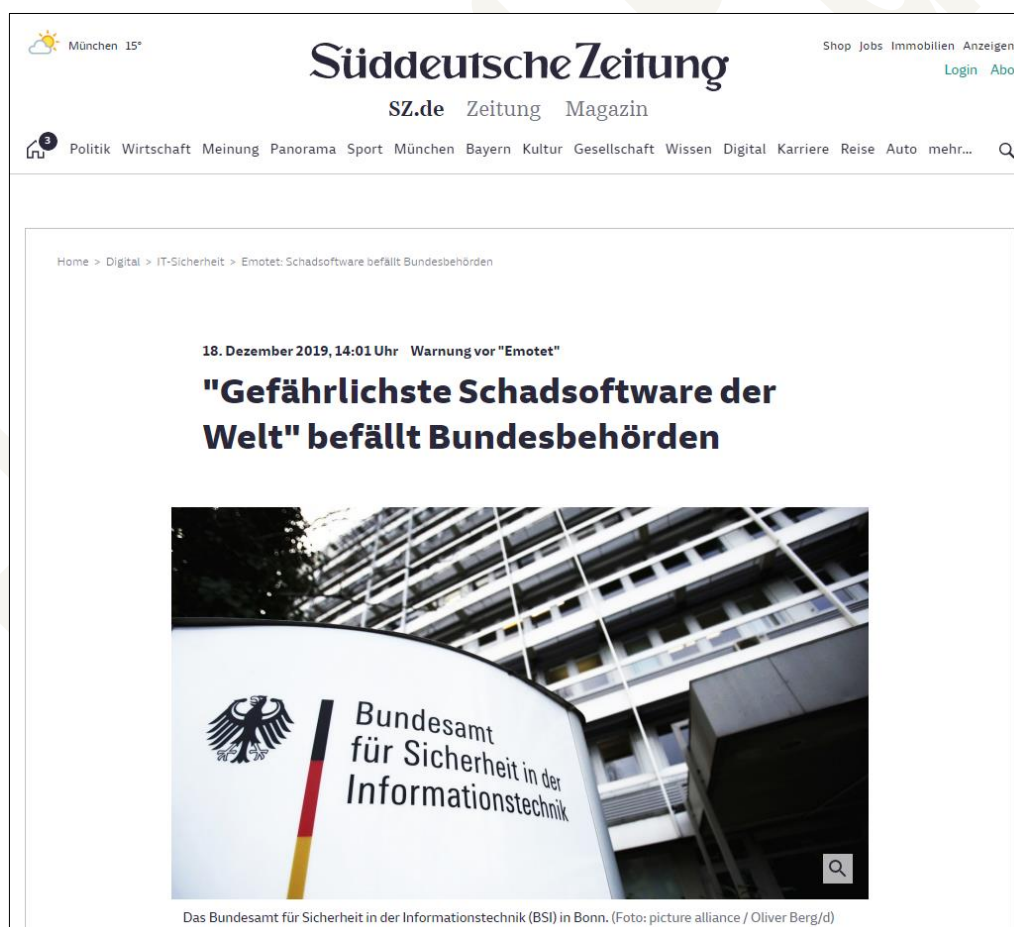 München 15°
Süddeutsche Zeitung
Shop Jobs Immobilien Anzeigen
Login Abo
SZ.de Zeitung Magazin
3
Politik Wirtschaft Meinung Panorama Sport München Bayern Kultur Gesellschaft Wissen Digital Karriere Reise Auto mehr...
Home > Digital > IT-Sicherheit > Emotet: Schadsoftware befällt Bundesbehörden
18. Dezember 2019, 14:01 Uhr Warnung vor "Emotet"
"Gefährlichste Schadsoftware der
Welt" befällt Bundesbehörden
Bundesamt
für Sicherheit in der
Informationstechnik
Das Bundesamt für Sicherheit in der Informationstechnik (BSI) in Bonn. (Foto: picture alliance / Oliver Berg/d)